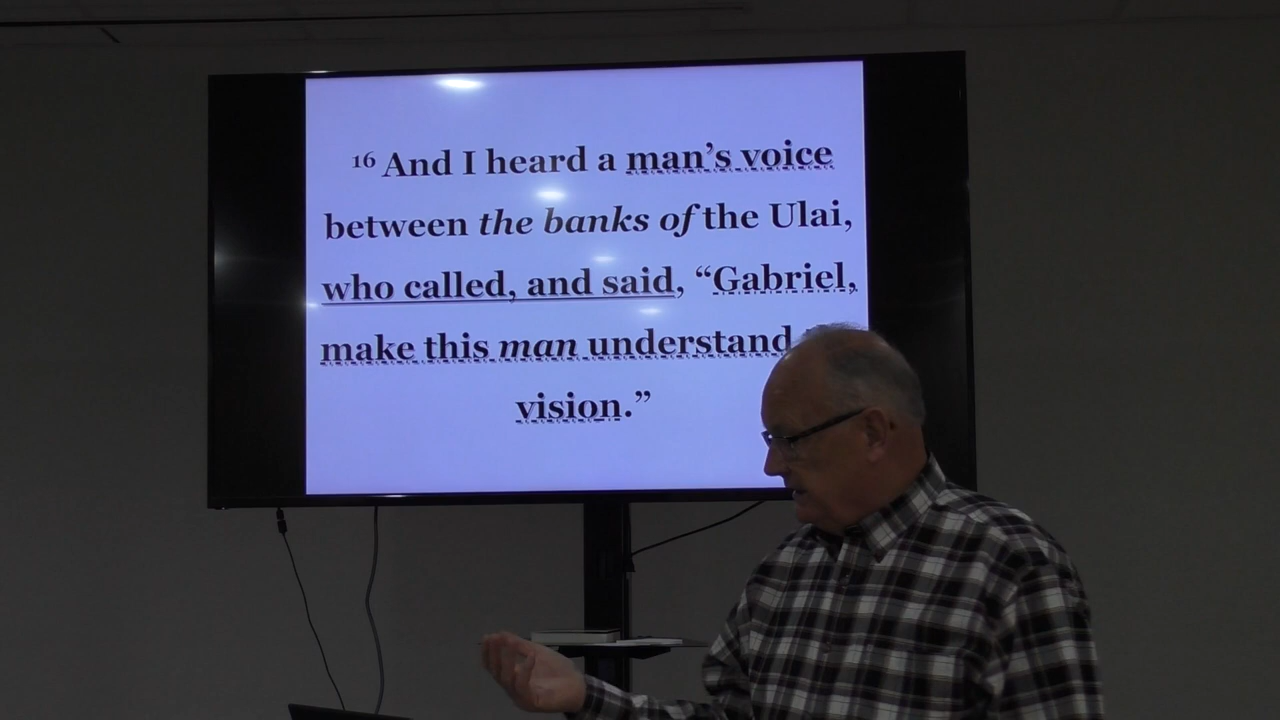 16 And I heard a man’s voice
between the banks of the Ulai,
who called, and said, “Gabriel,
make this man understand
vision.”